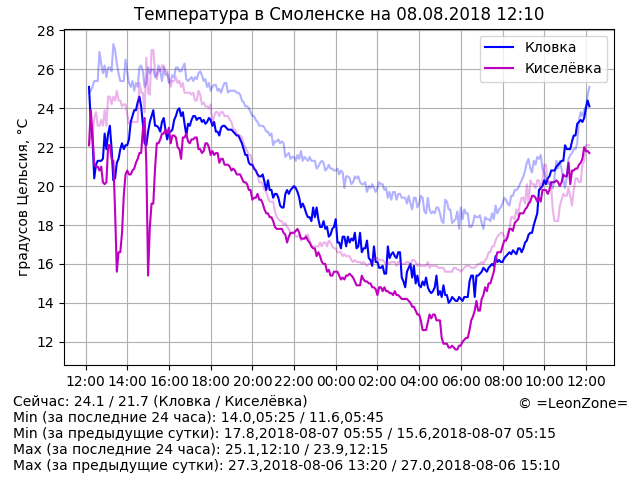 Температура в Смоленске на 08.08.2018 12:10
градусов Цельсия, °C
28
26
24
22
20
18
16
14
12
Кловка
Киселёвка
12:00 14:00 16:00 18:00 20:00 22:00 00:00 02:00 04:00 06:00 08:00 10:00 12:00
Сейчас: 24.1 / 21.7 (Кловка / Киселёвка)
© =LeonZone=
Min (за последние 24 часа): 14.0,05:25 / 11.6,05:45
Min (за предыдущие сутки): 17.8,2018-08-07 05:55 / 15.6,2018-08-07 05:15
Max (за последние 24 часа): 25.1,12:10 / 23.9,12:15
Max (за предыдущие сутки): 27.3,2018-08-06 13:20 / 27.0,2018-08-06 15:10